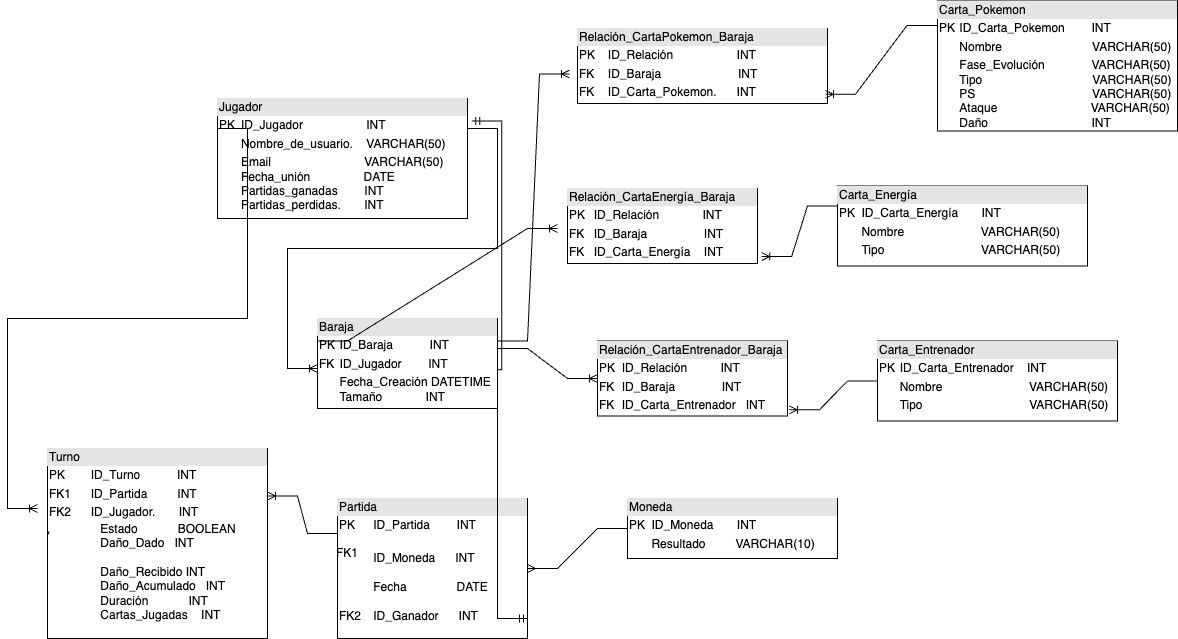 Carta_Pokemon
PK ID_Carta_Pokemon INT
Nombre VARCHAR(50)
Fase_Evolución VARCHAR(50)
Tipo VARCHAR(50)
PS VARCHAR(50)
Ataque VARCHAR(50)
Daño INT
Relación_CartaPokemon_Baraja
PK ID_Relación INT
FK ID_Baraja INT
FK ID_Carta_Pokemon. INT
Jugador
PK ID_Jugador INT
Nombre_de_usuario. VARCHAR(50)
Email VARCHAR(50)
Fecha_unión DATE
Partidas_ganadas INT
Partidas_perdidas. INT
Relación_CartaEnergía_Baraja
PK ID_Relación INT
FK ID_Baraja INT
FK ID_Carta_Energía INT
Carta_Energía
PK ID_Carta_Energía INT
Nombre VARCHAR(50)
Tipo VARCHAR(50)
Baraja
PK ID_Baraja INT
FK ID_Jugador INT
Fecha_Creación DATETIME
Tamaño INT
Relación_CartaEntrenador_Baraja
PK ID_Relación INT
FK ID_Baraja INT
FK ID_Carta_Entrenador INT
Carta_Entrenador
PK ID_Carta_Entrenador INT
Nombre VARCHAR(50)
Tipo VARCHAR(50)
Turno
PK ID_Turno INT
FK1 ID_Partida INT
FK2 ID_Jugador. INT
Estado BOOLEAN
Daño_Dado INT
Daño_Recibido INT
Daño_Acumulado INT
Duración INT
Cartas_Jugadas INT
Partida
PK ID_Partida INT
FK1 ID_Moneda INT
Fecha DATE
FK2 ID_Ganador INT
Moneda
PK ID_Moneda INT
Resultado VARCHAR(10)